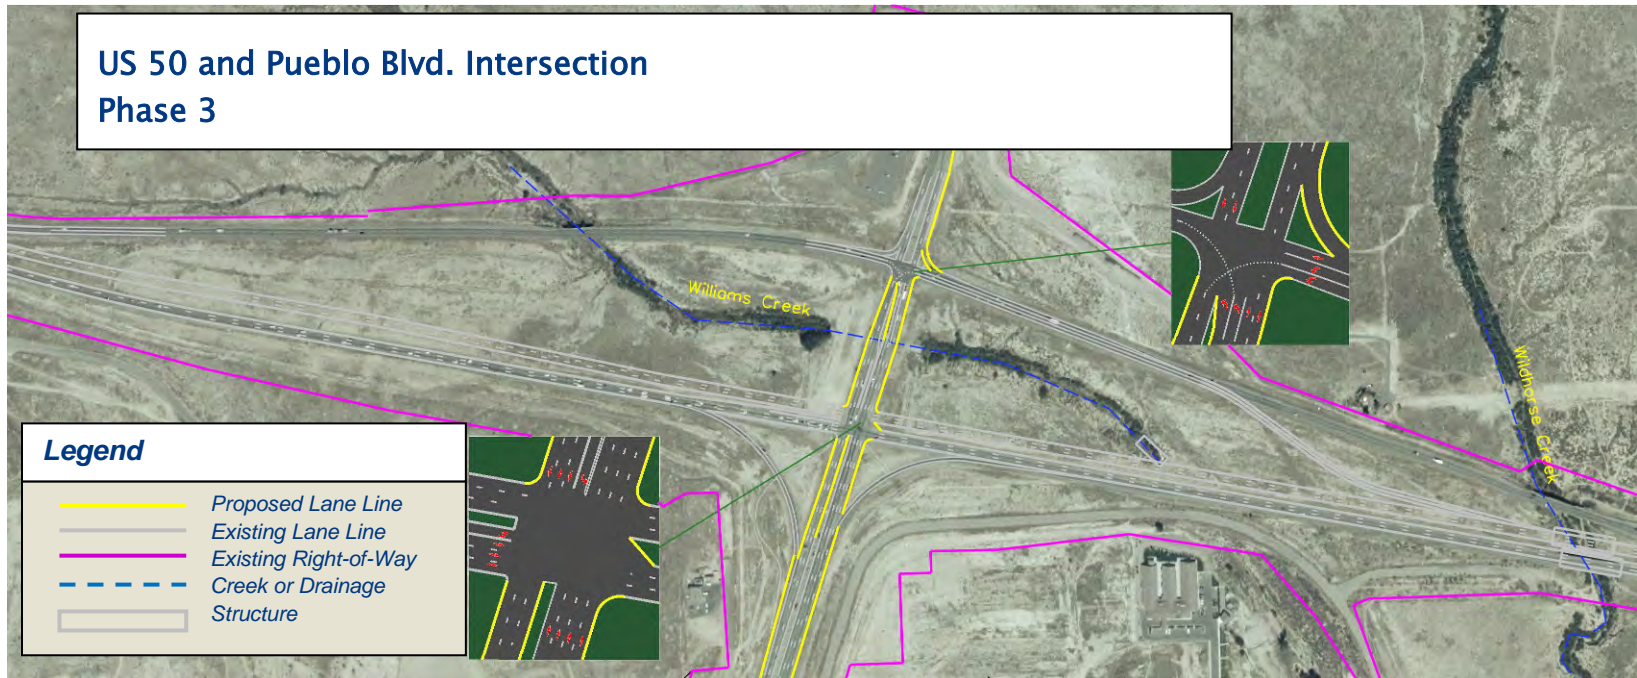 US 50 and Pueblo Blvd. Intersection
Phase 3
Williams Creek
Wildhorse Creek
Legend
Proposed Lane Line
Existing Lane Line
Existing Right-of-Way
Creek or Drainage
Structure